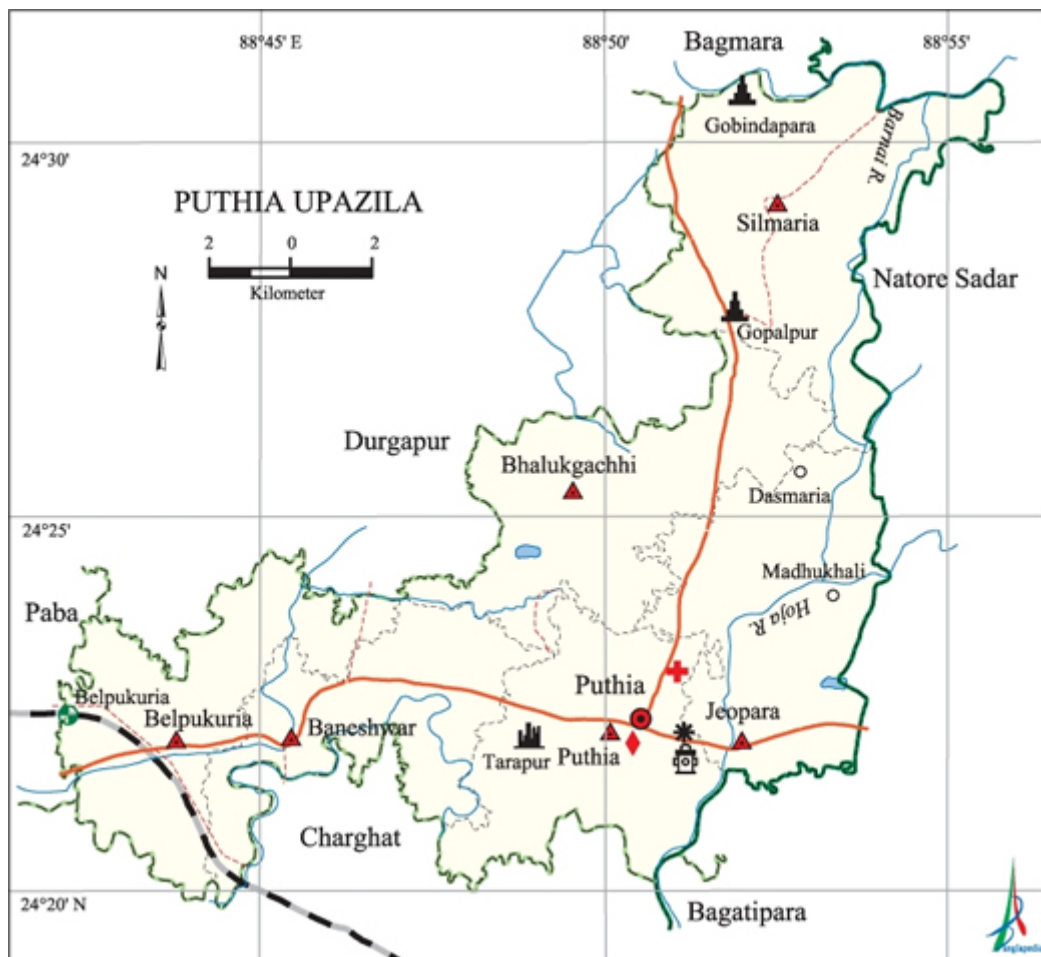 88°45' E
88°50'
88°55'
Bagmara
Gobindapara
Barnai R.
24°30'
PUTHIA UPAZILA
2 0 2
Kilometer
N
Silmaria
Natore Sadar
Gopalpur
Durgapur
Bhalukgachhi
Dasmaria
24°25'
Madhukhali
Hoja R.
Paba
Belpukuria
Belpukuria
Baneshwar
Puthia
Jeopara
Tarapur
Puthia
Charghat
24°20' N
Bagatipara
anglapedia